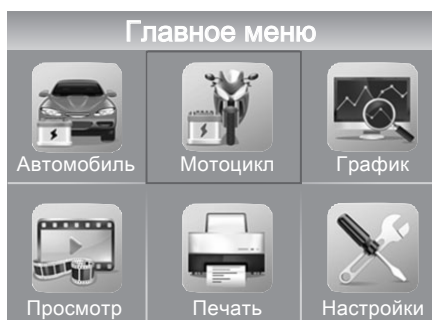 Главное меню
Автомобиль Мотоцикл График
Просмотр Печать Настройки